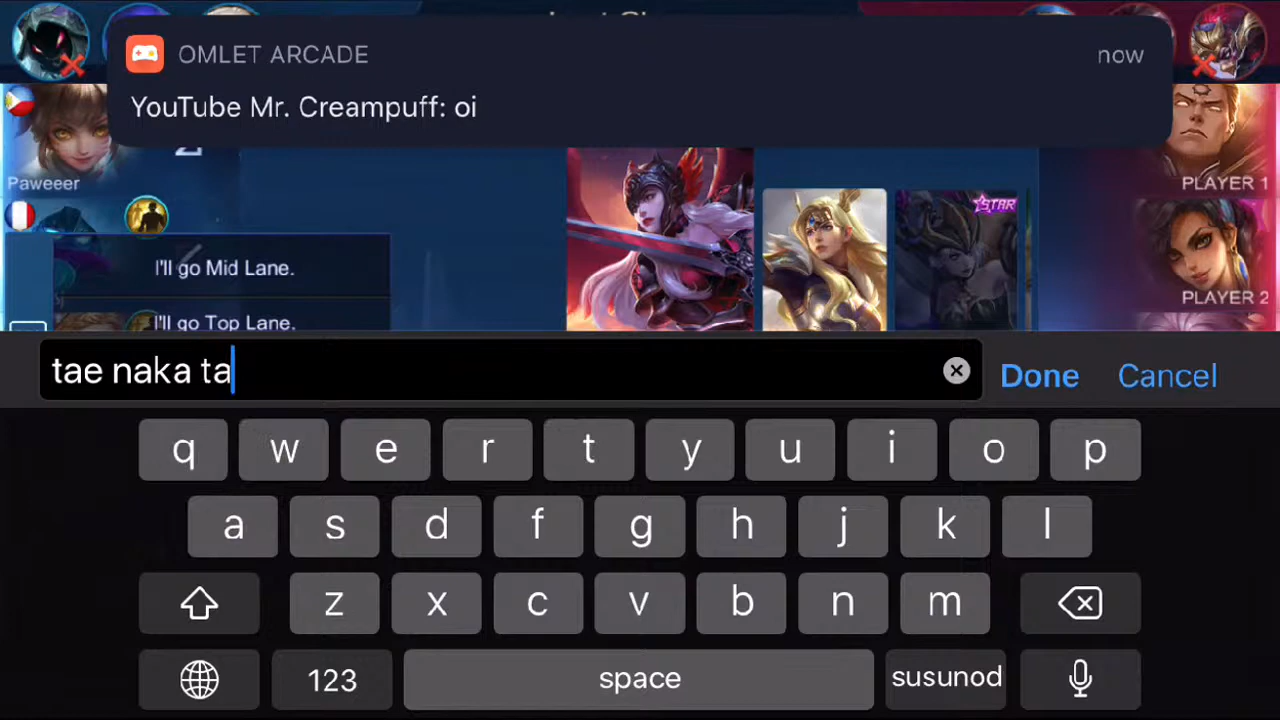 OMLET ARCADE
now
YouTube Mr. Creampuff: oi
Paweeer
PLAYER 1
STAR
I'll go Mid Lane.
PLAYER 2
I'll go Top Lane.
tae naka ta
Done
Cancel
q w e r t y u i o p
a s d f g h j k l
z x c v b n m
123
space
susunod